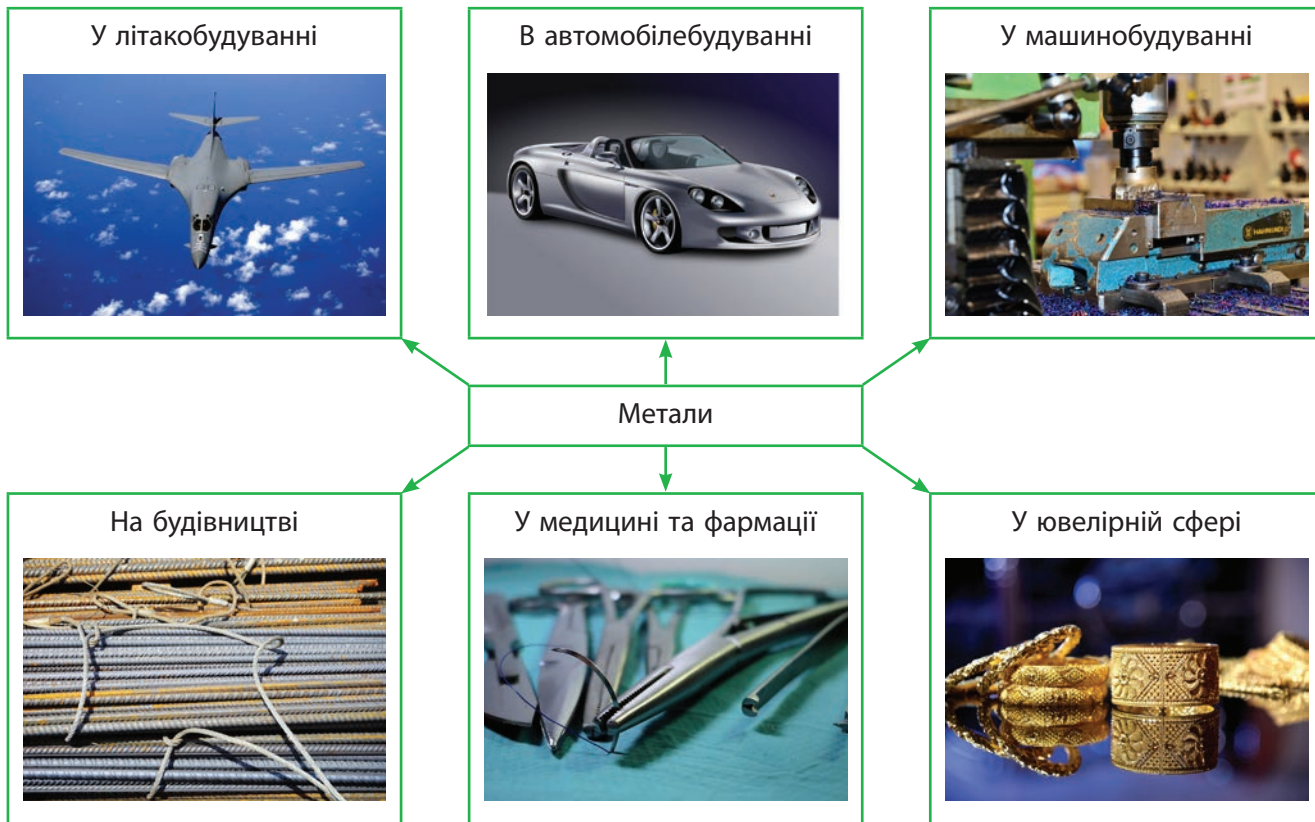 У літакобудуванні
В автомобілебудуванні
У машинобудуванні
Метали
На будівництві
У медицині та фармації
У ювелірній сфері